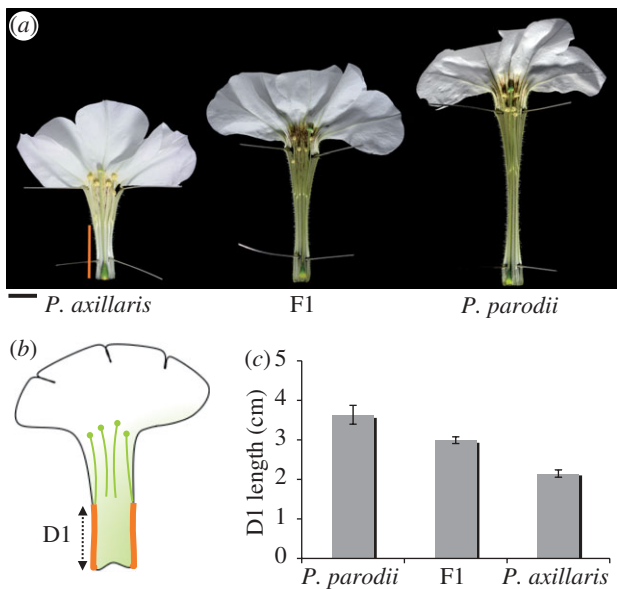 (a)
P. axillaris F1 P. parodii
(b)
D1
(c)
D1 length (cm)
5
4
3
2
1
0
P. parodii F1 P. axillaris